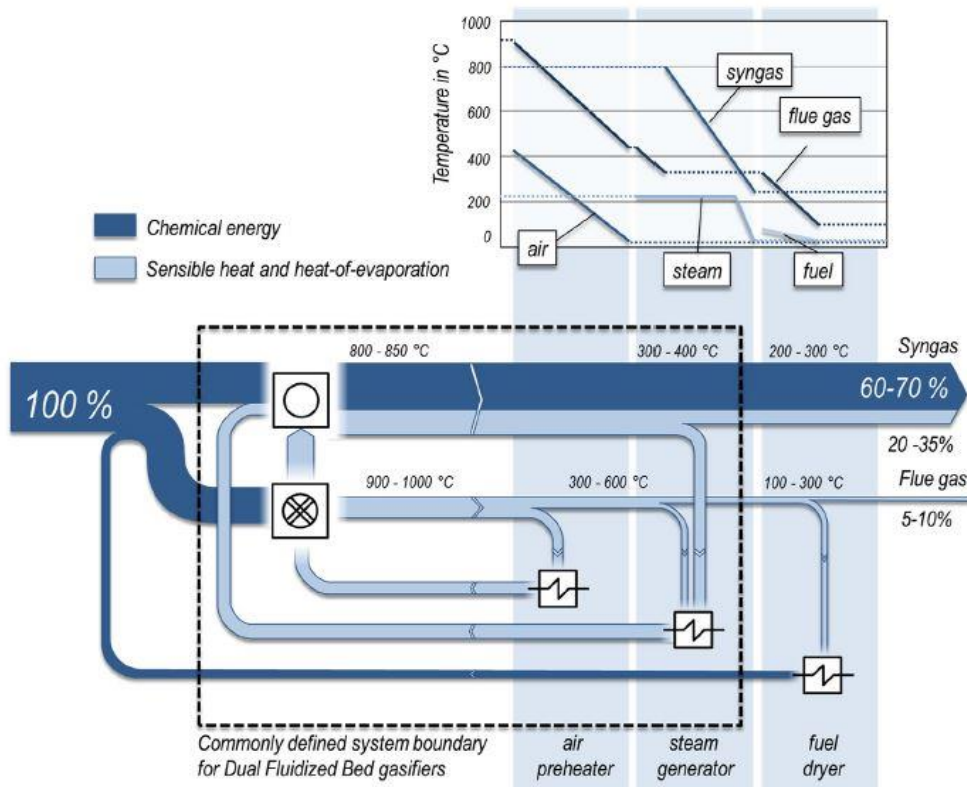 1000
800
600
400
200
0
Temperature in °C
syngas
flue gas
air
steam
fuel
Chemical energy
Sensible heat and heat-of-evaporation
800 - 850 °C
300 - 400 °C
200 - 300°C
Syngas
100 %
60-70 %
20 -35%
900 - 1000 °C
300 - 600 °C
100 - 300°C
Flue gas
5-10%
Commonly defined system boundary
for Dual Fluidized Bed gasifiers
air
preheater
steam
generator
fuel
dryer